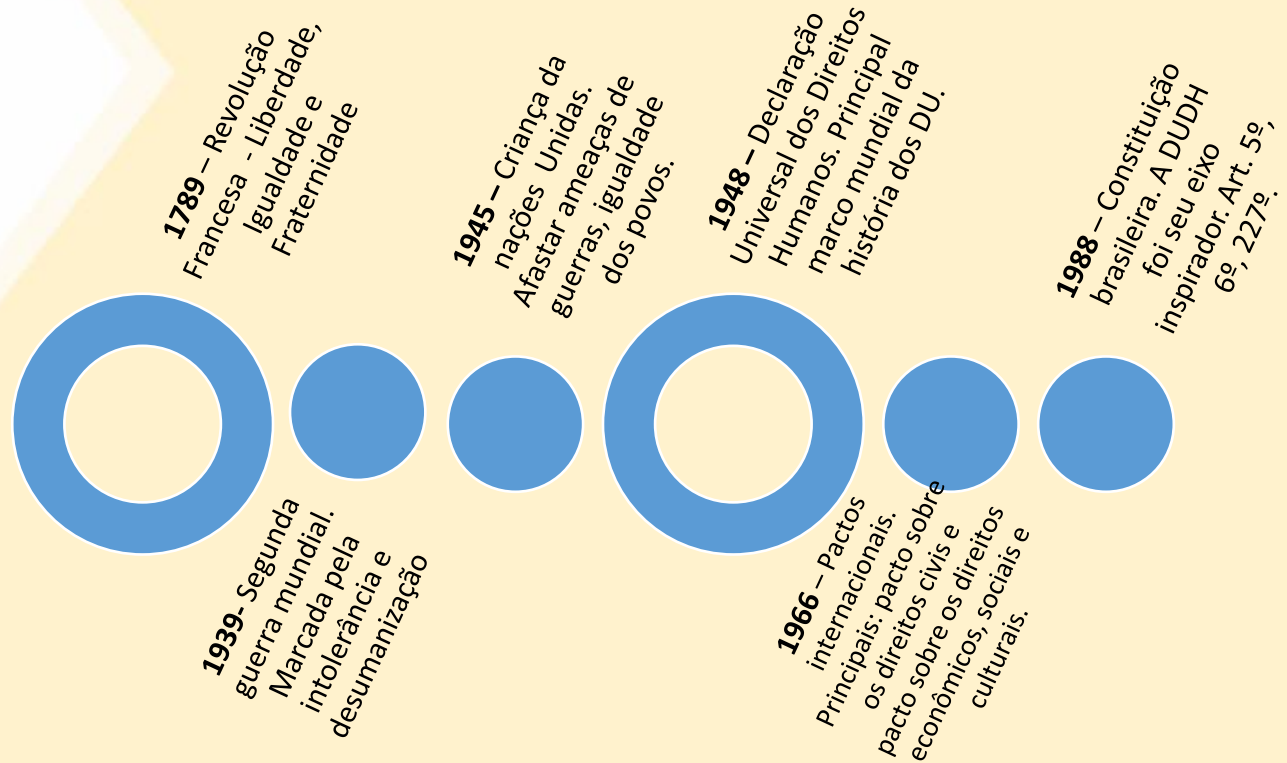 1789 – Revolução
Francesa - Liberdade,
Igualdade e
Fraternidade
1939- Segunda
guerra mundial.
Marcada pela
intolerância e
desumanização
1945 – Criança da
nações Unidas.
Afastar ameaças de
guerras, igualdade
dos povos.
1948 – Declaração
Universal dos Direitos
Humanos. Principal
marco mundial da
história dos DU.
1966 – Pactos
internacionais.
Principais: pacto sobre
os direitos civis e
pacto sobre os direitos
econômicos, sociais e
culturais.
1988 – Constituição
brasileira. A DUDH
foi seu eixo
inspirador. Art. 5º,
6º, 227º.